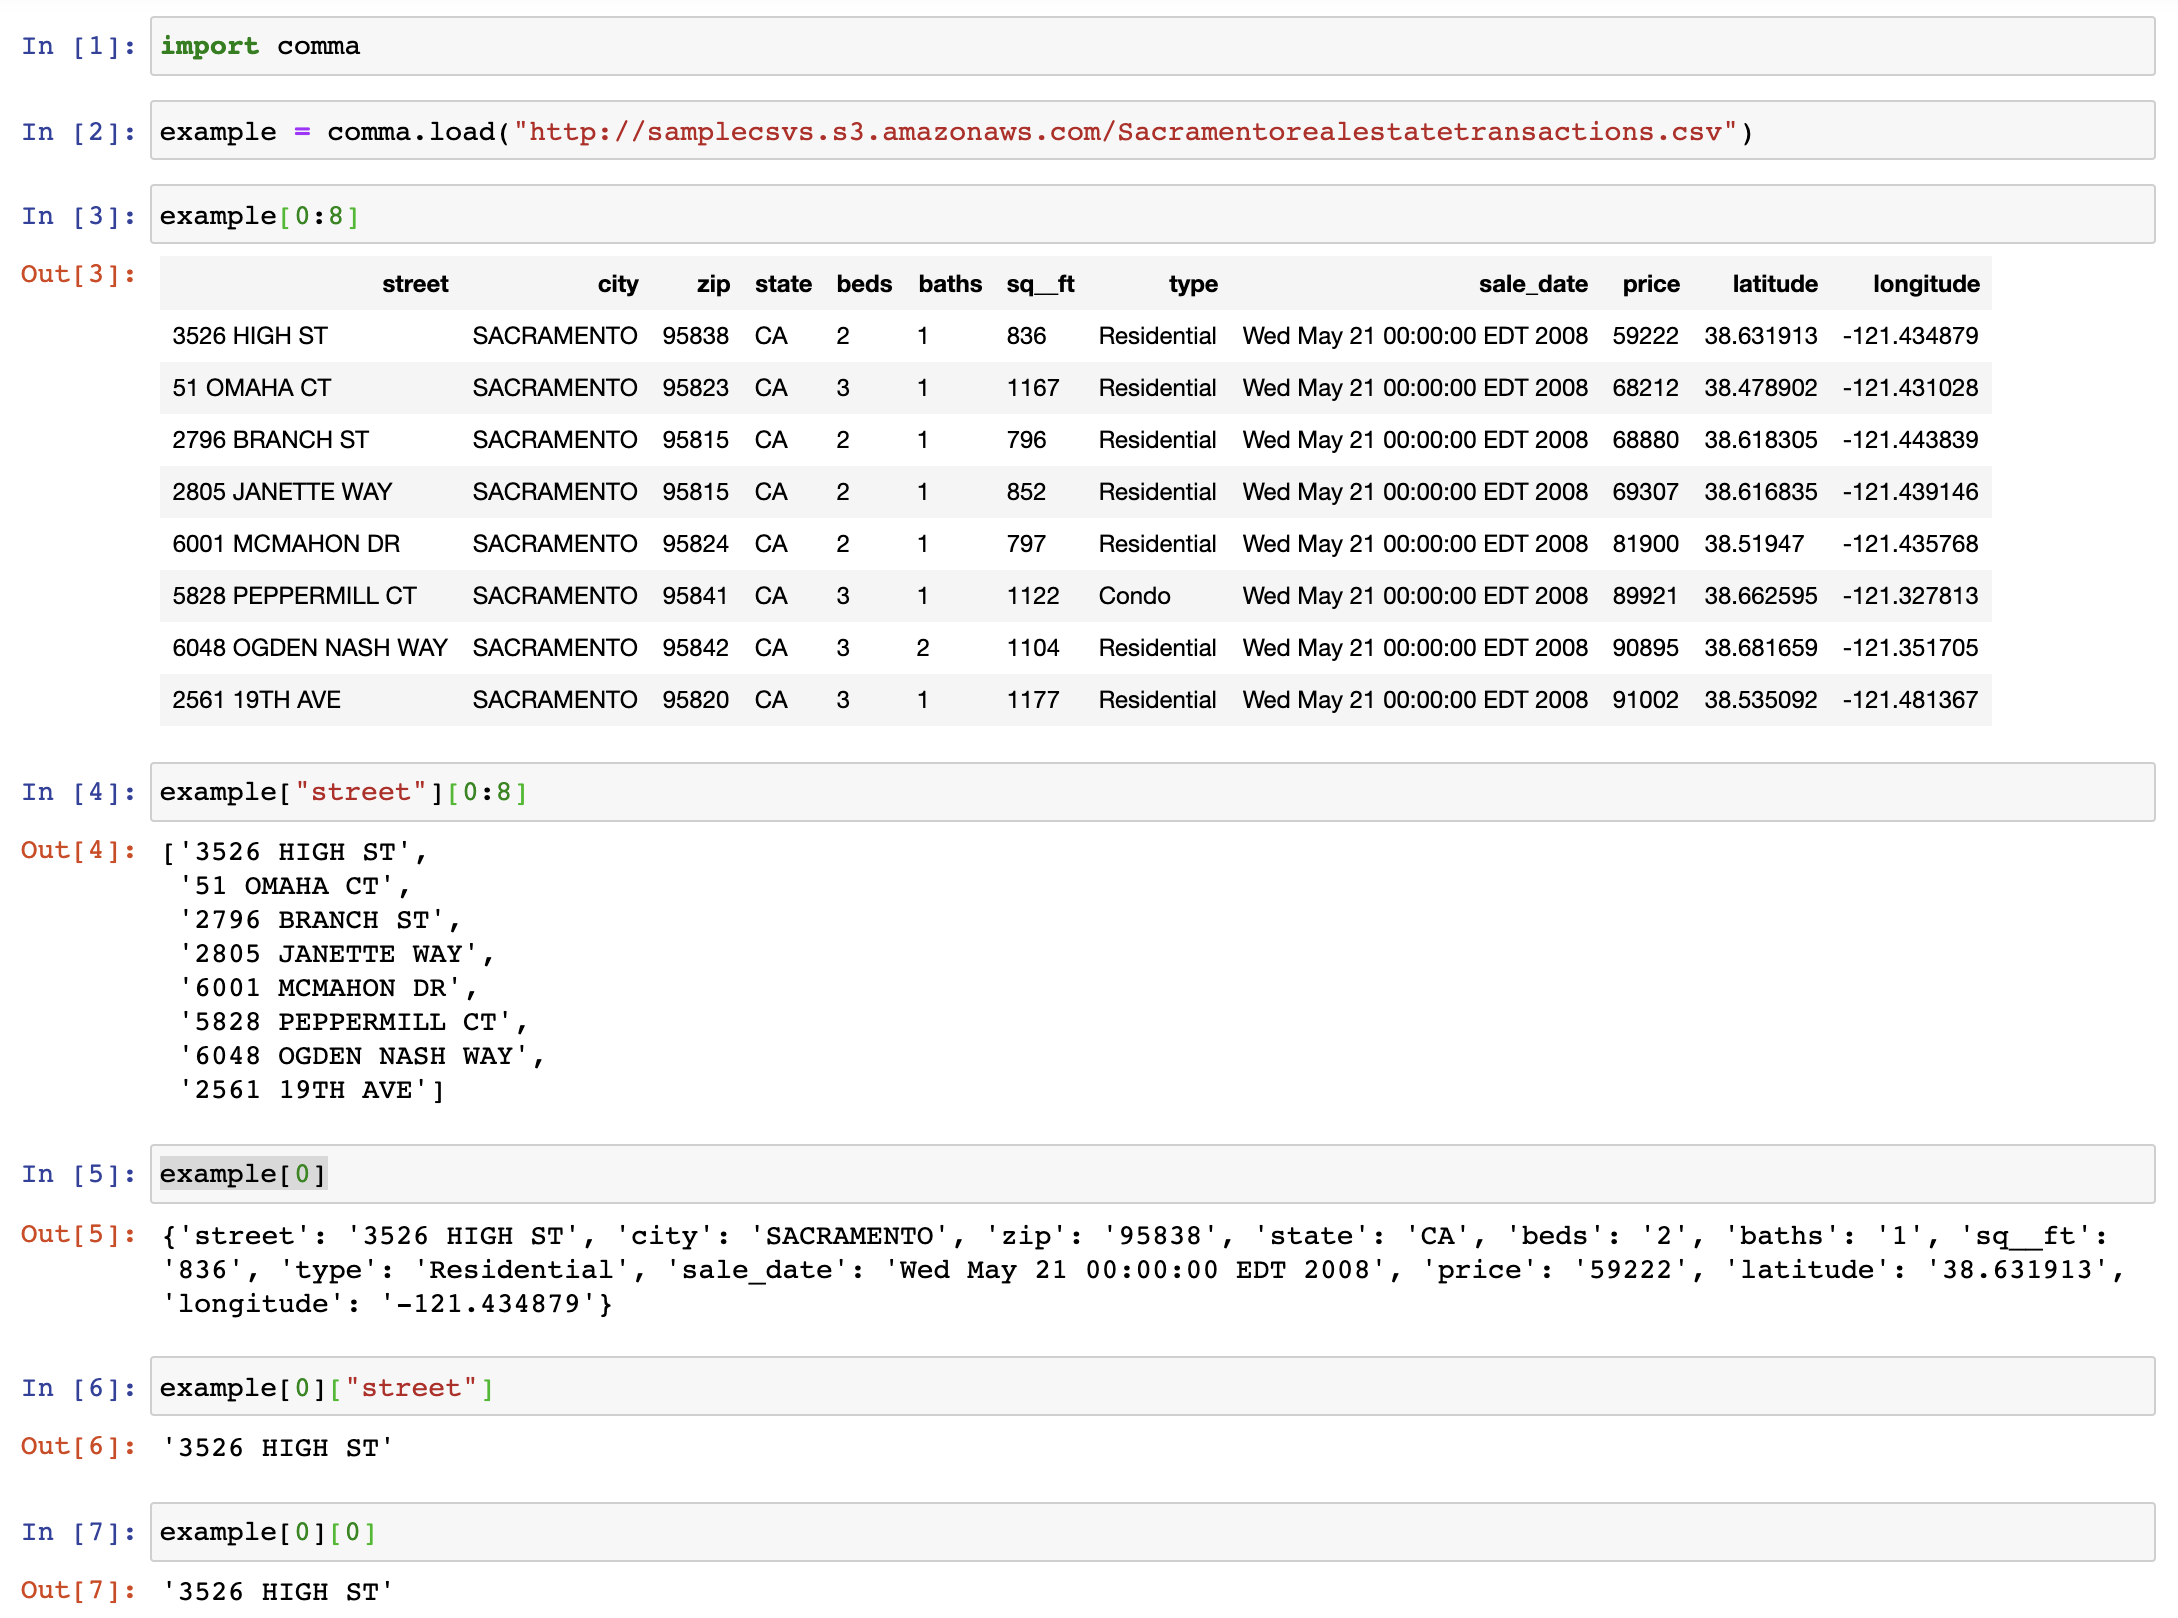 In [1]: import comma
In [2]: example = comma.load("http://samplecsvs.s3.amazonaws.com/Sacramentorealestatetransactions.csv")
In [3]: example[0:8]
Out[3]:
street city zip state beds baths sq__ft type sale_date price latitude longitude
3526 HIGH ST SACRAMENTO 95838 CA 2 1 836 Residential Wed May 21 00:00:00 EDT 2008 59222 38.631913 -121.434879
51 OMAHA CT SACRAMENTO 95823 CA 3 1 1167 Residential Wed May 21 00:00:00 EDT 2008 68212 38.478902 -121.431028
2796 BRANCH ST SACRAMENTO 95815 CA 2 1 796 Residential Wed May 21 00:00:00 EDT 2008 68880 38.618305 -121.443839
2805 JANETTE WAY SACRAMENTO 95815 CA 2 1 852 Residential Wed May 21 00:00:00 EDT 2008 69307 38.616835 -121.439146
6001 MCMAHON DR SACRAMENTO 95824 CA 2 1 797 Residential Wed May 21 00:00:00 EDT 2008 81900 38.51947 -121.435768
5828 PEPPERMILL CT SACRAMENTO 95841 CA 3 1 1122 Condo Wed May 21 00:00:00 EDT 2008 89921 38.662595 -121.327813
6048 OGDEN NASH WAY SACRAMENTO 95842 CA 3 2 1104 Residential Wed May 21 00:00:00 EDT 2008 90895 38.681659 -121.351705
2561 19TH AVE SACRAMENTO 95820 CA 3 1 1177 Residential Wed May 21 00:00:00 EDT 2008 91002 38.535092 -121.481367
In [4]: example["street"][0:8]
Out[4]: ['3526 HIGH ST',
'51 OMAHA CT',
'2796 BRANCH ST',
'2805 JANETTE WAY',
'6001 MCMAHON DR',
'5828 PEPPERMILL CT',
'6048 OGDEN NASH WAY',
'2561 19TH AVE']
In [5]: example[0]
Out[5]: {'street': '3526 HIGH ST', 'city': 'SACRAMENTO', 'zip': '95838', 'state': 'CA', 'beds': '2', 'baths': '1', 'sq__ft':
'836', 'type': 'Residential', 'sale_date': 'Wed May 21 00:00:00 EDT 2008', 'price': '59222', 'latitude': '38.631913',
'longitude': '-121.434879'}
In [6]: example[0]["street"]
Out[6]: '3526 HIGH ST'
In [7]: example[0][0]
Out[7]: '3526 HIGH ST'